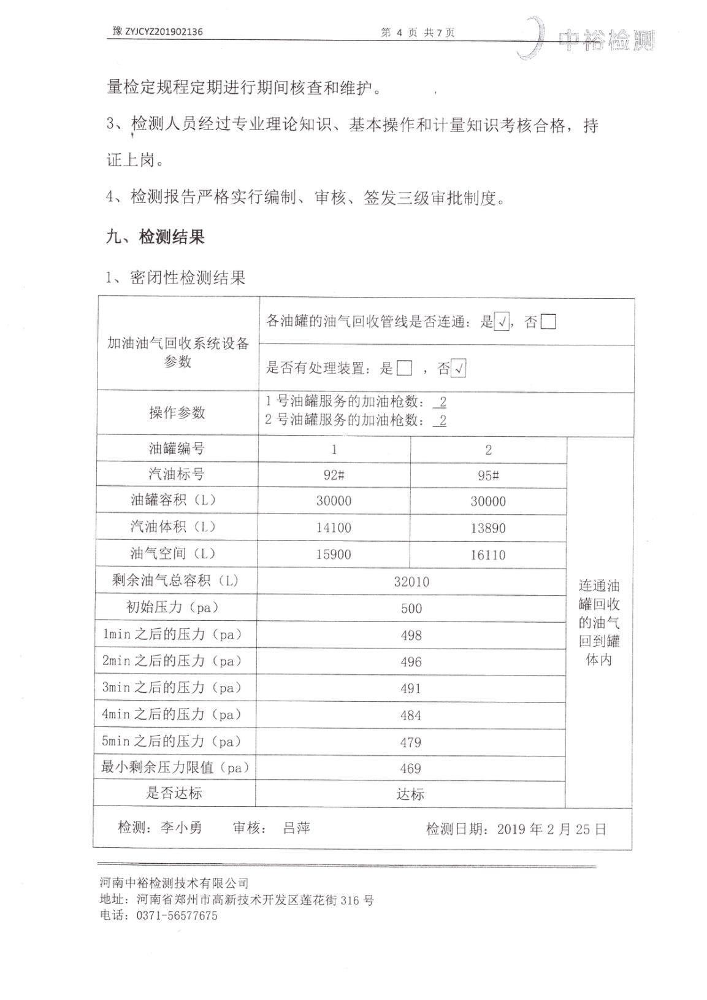 豫 ZYJCYZ201902136
第 4 页 共 7 页
中裕检测
量检定规程定期进行期间核查和维护。
3、检测人员经过专业理论知识、基本操作和计量知识考核合格，持
证上岗。
4、检测报告严格实行编制、审核、签发三级审批制度。
九、检测结果
1、密闭性检测结果
加油油气回收系统设备
参数
各油罐的油气回收管线是否连通：是☑，否☐
是否有处理装置：是☐，否☑
操作参数
1 号油罐服务的加油枪数： 2
2 号油罐服务的加油枪数： 2
油罐编号 1 2
汽油标号 92# 95#
油罐容积（L） 30000 30000
汽油体积（L） 14100 13890
油气空间（L） 15900 16110
剩余油气总容积（L） 32010
初始压力（pa） 500
1min 之后的压力（pa） 498
2min 之后的压力（pa） 496
3min 之后的压力（pa） 491
4min 之后的压力（pa） 484
5min 之后的压力（pa） 479
最小剩余压力限值（pa） 469
是否达标 达标
连通油
罐回收
的油气
回到罐
体内
检测：李小勇 审核： 吕萍 检测日期：2019 年 2 月 25 日
河南中裕检测技术有限公司
地址：河南省郑州市高新技术开发区莲花街 316 号
电话：0371-56577675